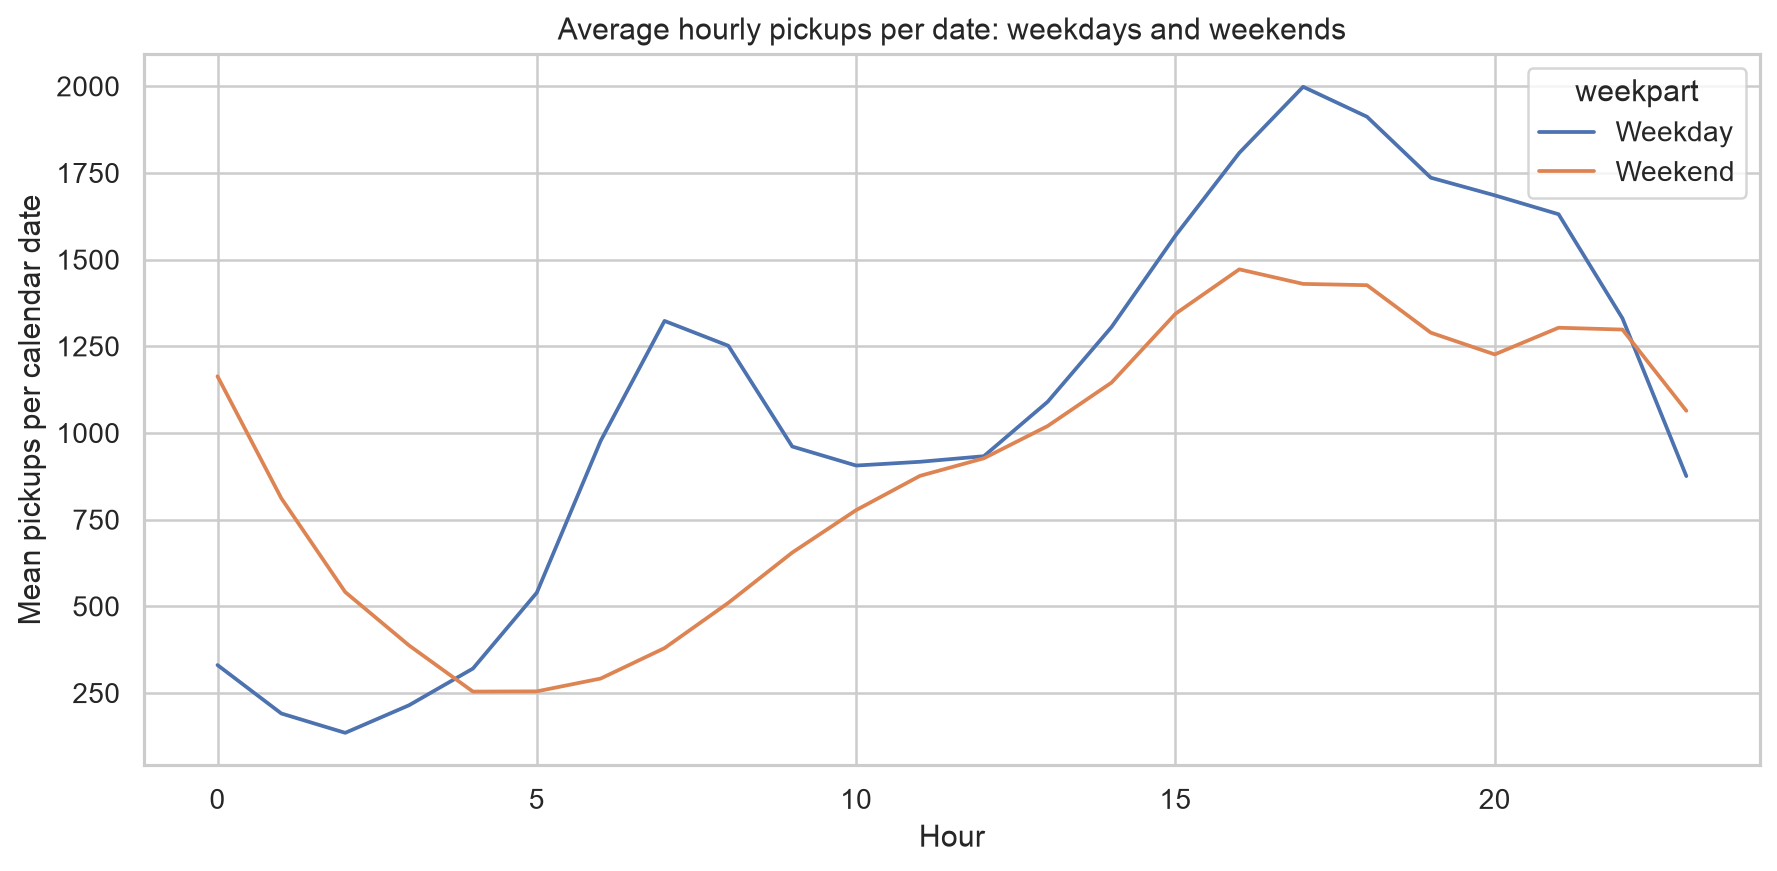 Average hourly pickups per date: weekdays and weekends
Mean pickups per calendar date
2000
1750
1500
1250
1000
750
500
250
weekpart
Weekday
Weekend
0 5 10 15 20
Hour